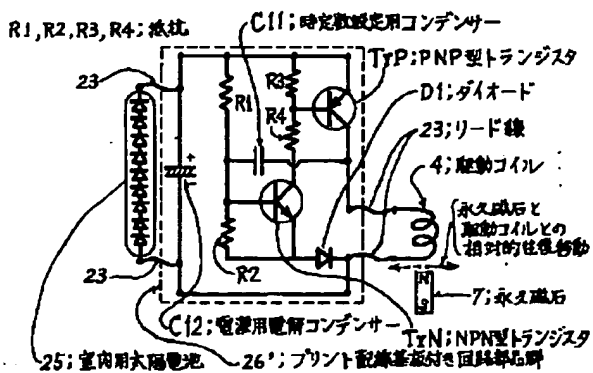 R1,R2,R3,R4;抵抗
C11;時定数設定用コンデンサー
TrP;PNP型トランジスタ
D1;ダイオード
23;リード線
4;駆動コイル
永久磁石と
駆動コイルとの
相対的往復移動
7;永久磁石
TrN;NPN型トランジスタ
C12;電源用電解コンデンサー
25;室内用太陽電池
26';プリント配線基板付き回路部品群
23
23
R1
R2
R3
R4
+
N
S